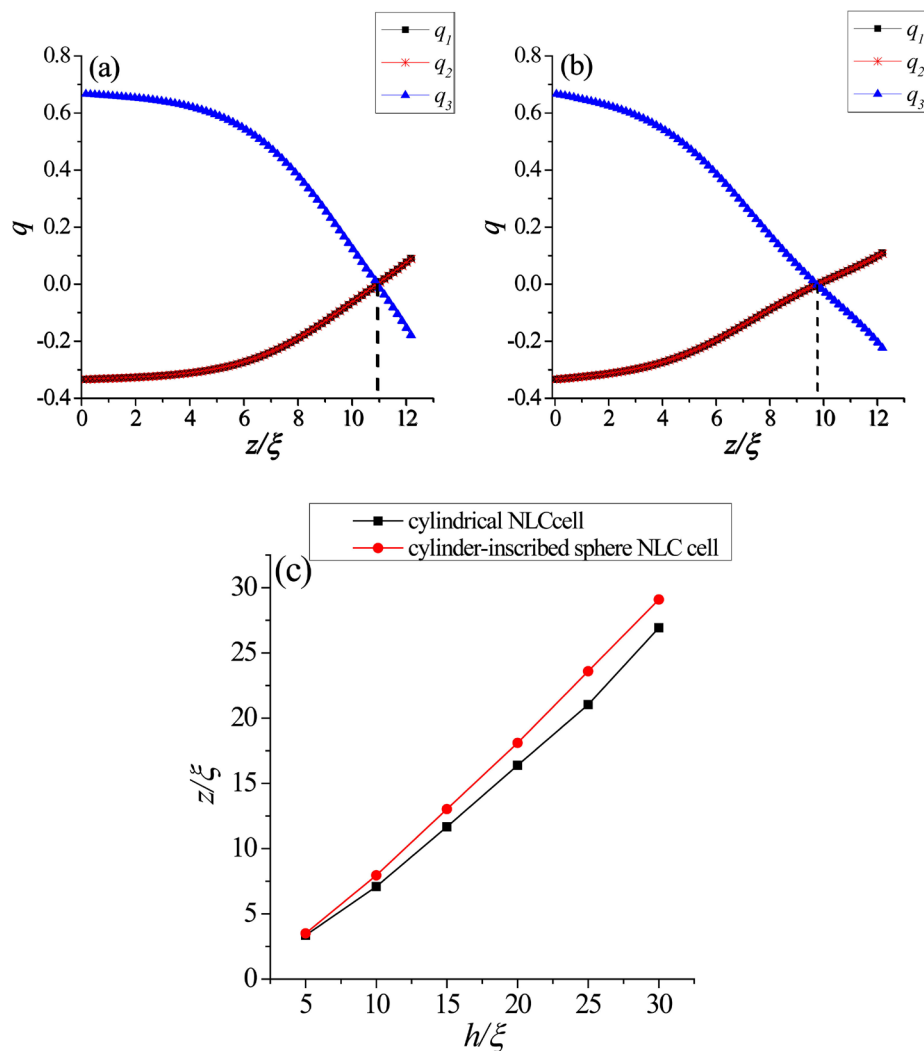 (a)
q₁
q₂
q₃
0.8
0.6
0.4
0.2
0.0
-0.2
-0.4
q
0 2 4 6 8 10 12
z/ξ
(b)
q₁
q₂
q₃
0.8
0.6
0.4
0.2
0.0
-0.2
-0.4
q
0 2 4 6 8 10 12
z/ξ
cylindrical NLCcell
cylinder-inscribed sphere NLC cell
(c)
30
25
20
15
10
5
0
z/ξ
5 10 15 20 25 30
h/ξ